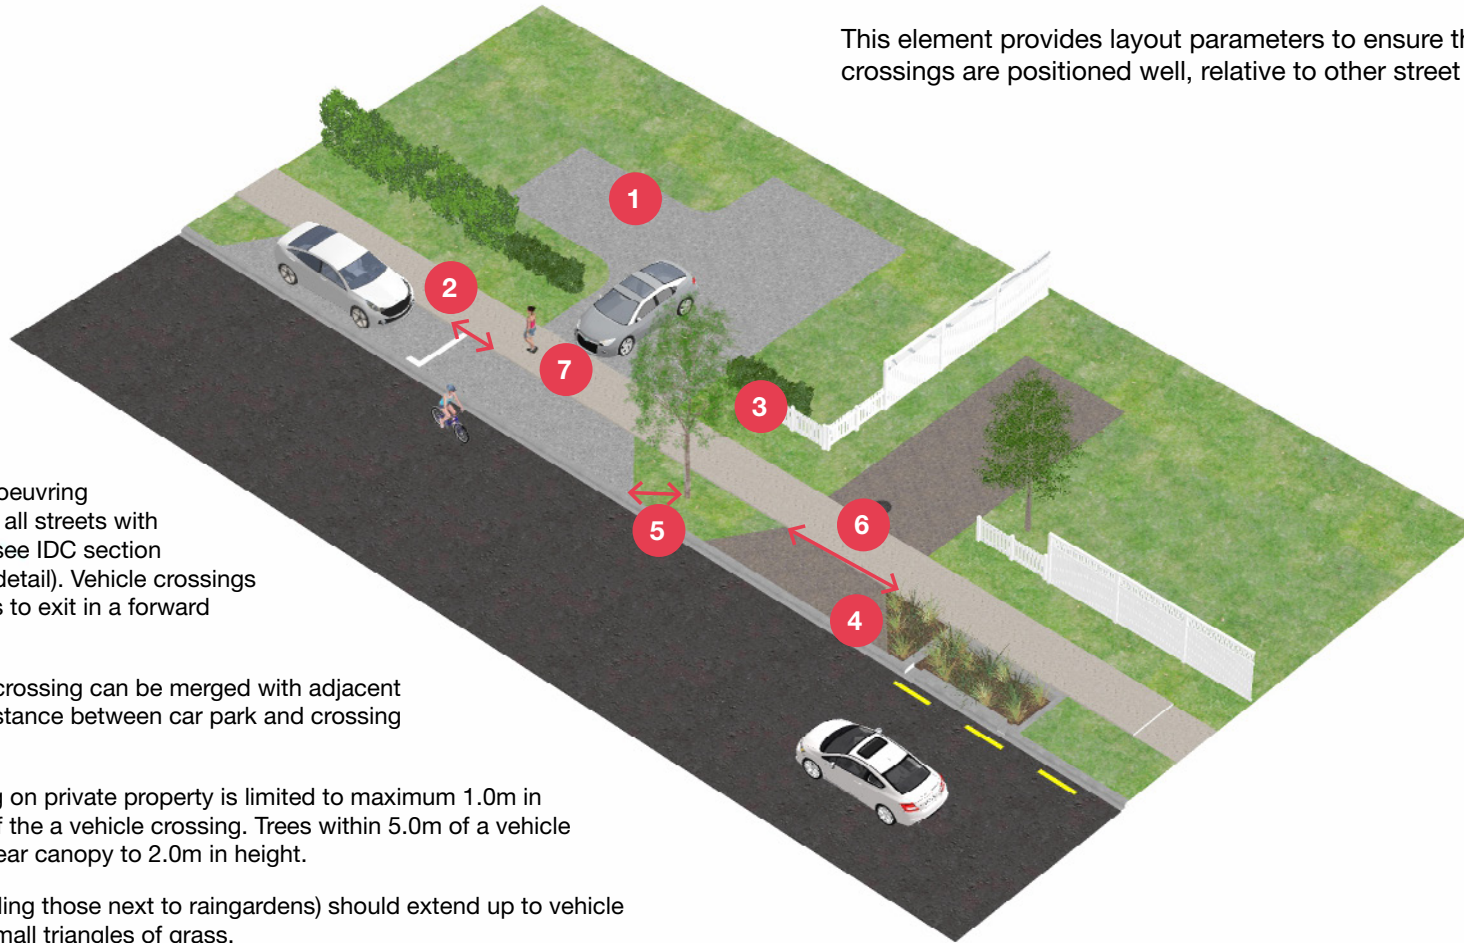 This element provides layout parameters to ensure th
crossings are positioned well, relative to other street
1
2
7
3
5
6
4
oeuvring
all streets with
see IDC section
detail). Vehicle crossings
s to exit in a forward
crossing can be merged with adjacent
stance between car park and crossing
g on private property is limited to maximum 1.0m in
f the a vehicle crossing. Trees within 5.0m of a vehicle
ear canopy to 2.0m in height.
ding those next to raingardens) should extend up to vehicle
mall triangles of grass.